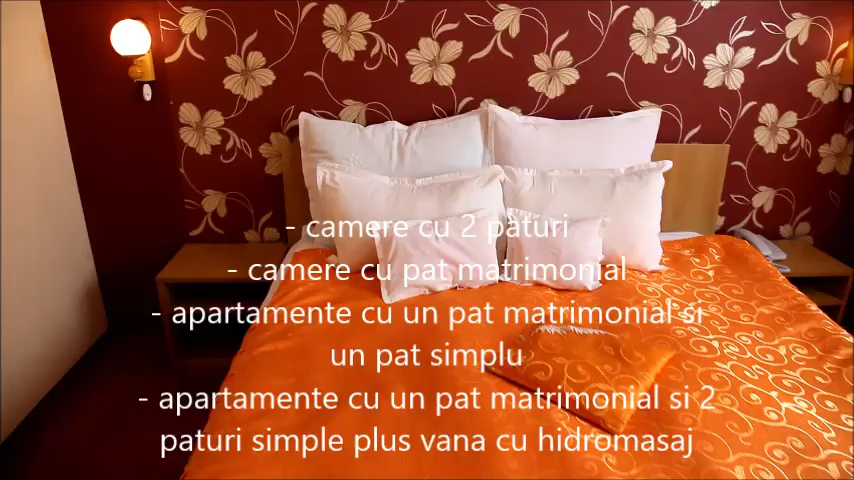 - camere cu 2 paturi
- camere cu pat matrimonial
- apartamente cu un pat matrimonial si
un pat simplu
- apartamente cu un pat matrimonial si 2
paturi simple plus vana cu hidromasaj